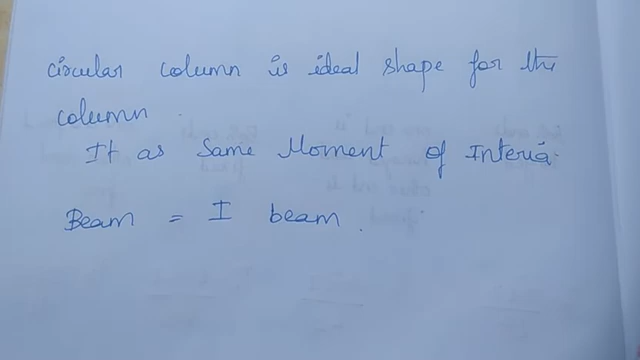 circular column is ideal shape for the
column.
It as same Moment of Interia.
Beam = I beam.